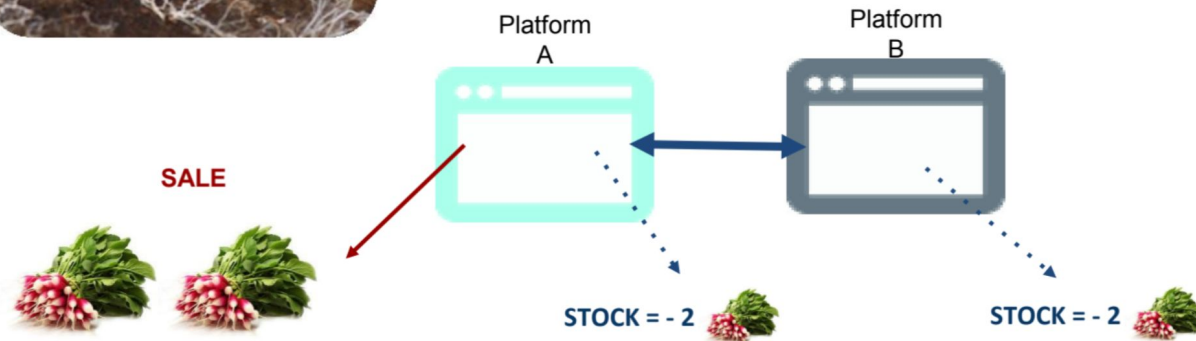 Platform
A
Platform
B
SALE
STOCK = - 2
STOCK = - 2